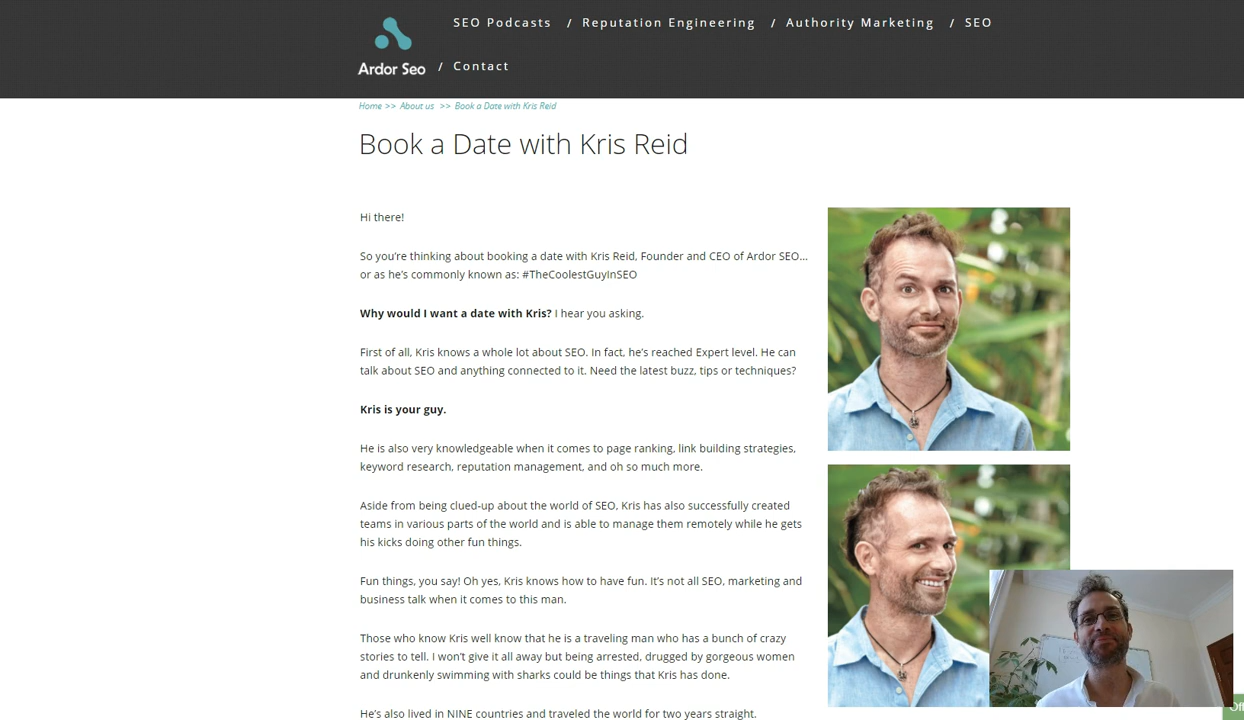 SEO Podcasts / Reputation Engineering / Authority Marketing / SEO
Ardor Seo / Contact
Home >> About us >> Book a Date with Kris Reid
Book a Date with Kris Reid
Hi there!
So you're thinking about booking a date with Kris Reid, Founder and CEO of Ardor SEO...
or as he's commonly known as: #TheCoolestGuyInSEO
Why would I want a date with Kris? I hear you asking.
First of all, Kris knows a whole lot about SEO. In fact, he's reached Expert level. He can
talk about SEO and anything connected to it. Need the latest buzz, tips or techniques?
Kris is your guy.
He is also very knowledgeable when it comes to page ranking, link building strategies,
keyword research, reputation management, and oh so much more.
Aside from being clued-up about the world of SEO, Kris has also successfully created
teams in various parts of the world and is able to manage them remotely while he gets
his kicks doing other fun things.
Fun things, you say! Oh yes, Kris knows how to have fun. It's not all SEO, marketing and
business talk when it comes to this man.
Those who know Kris well know that he is a traveling man who has a bunch of crazy
stories to tell. I won't give it all away but being arrested, drugged by gorgeous women
and drunkenly swimming with sharks could be things that Kris has done.
He's also lived in NINE countries and traveled the world for two years straight.